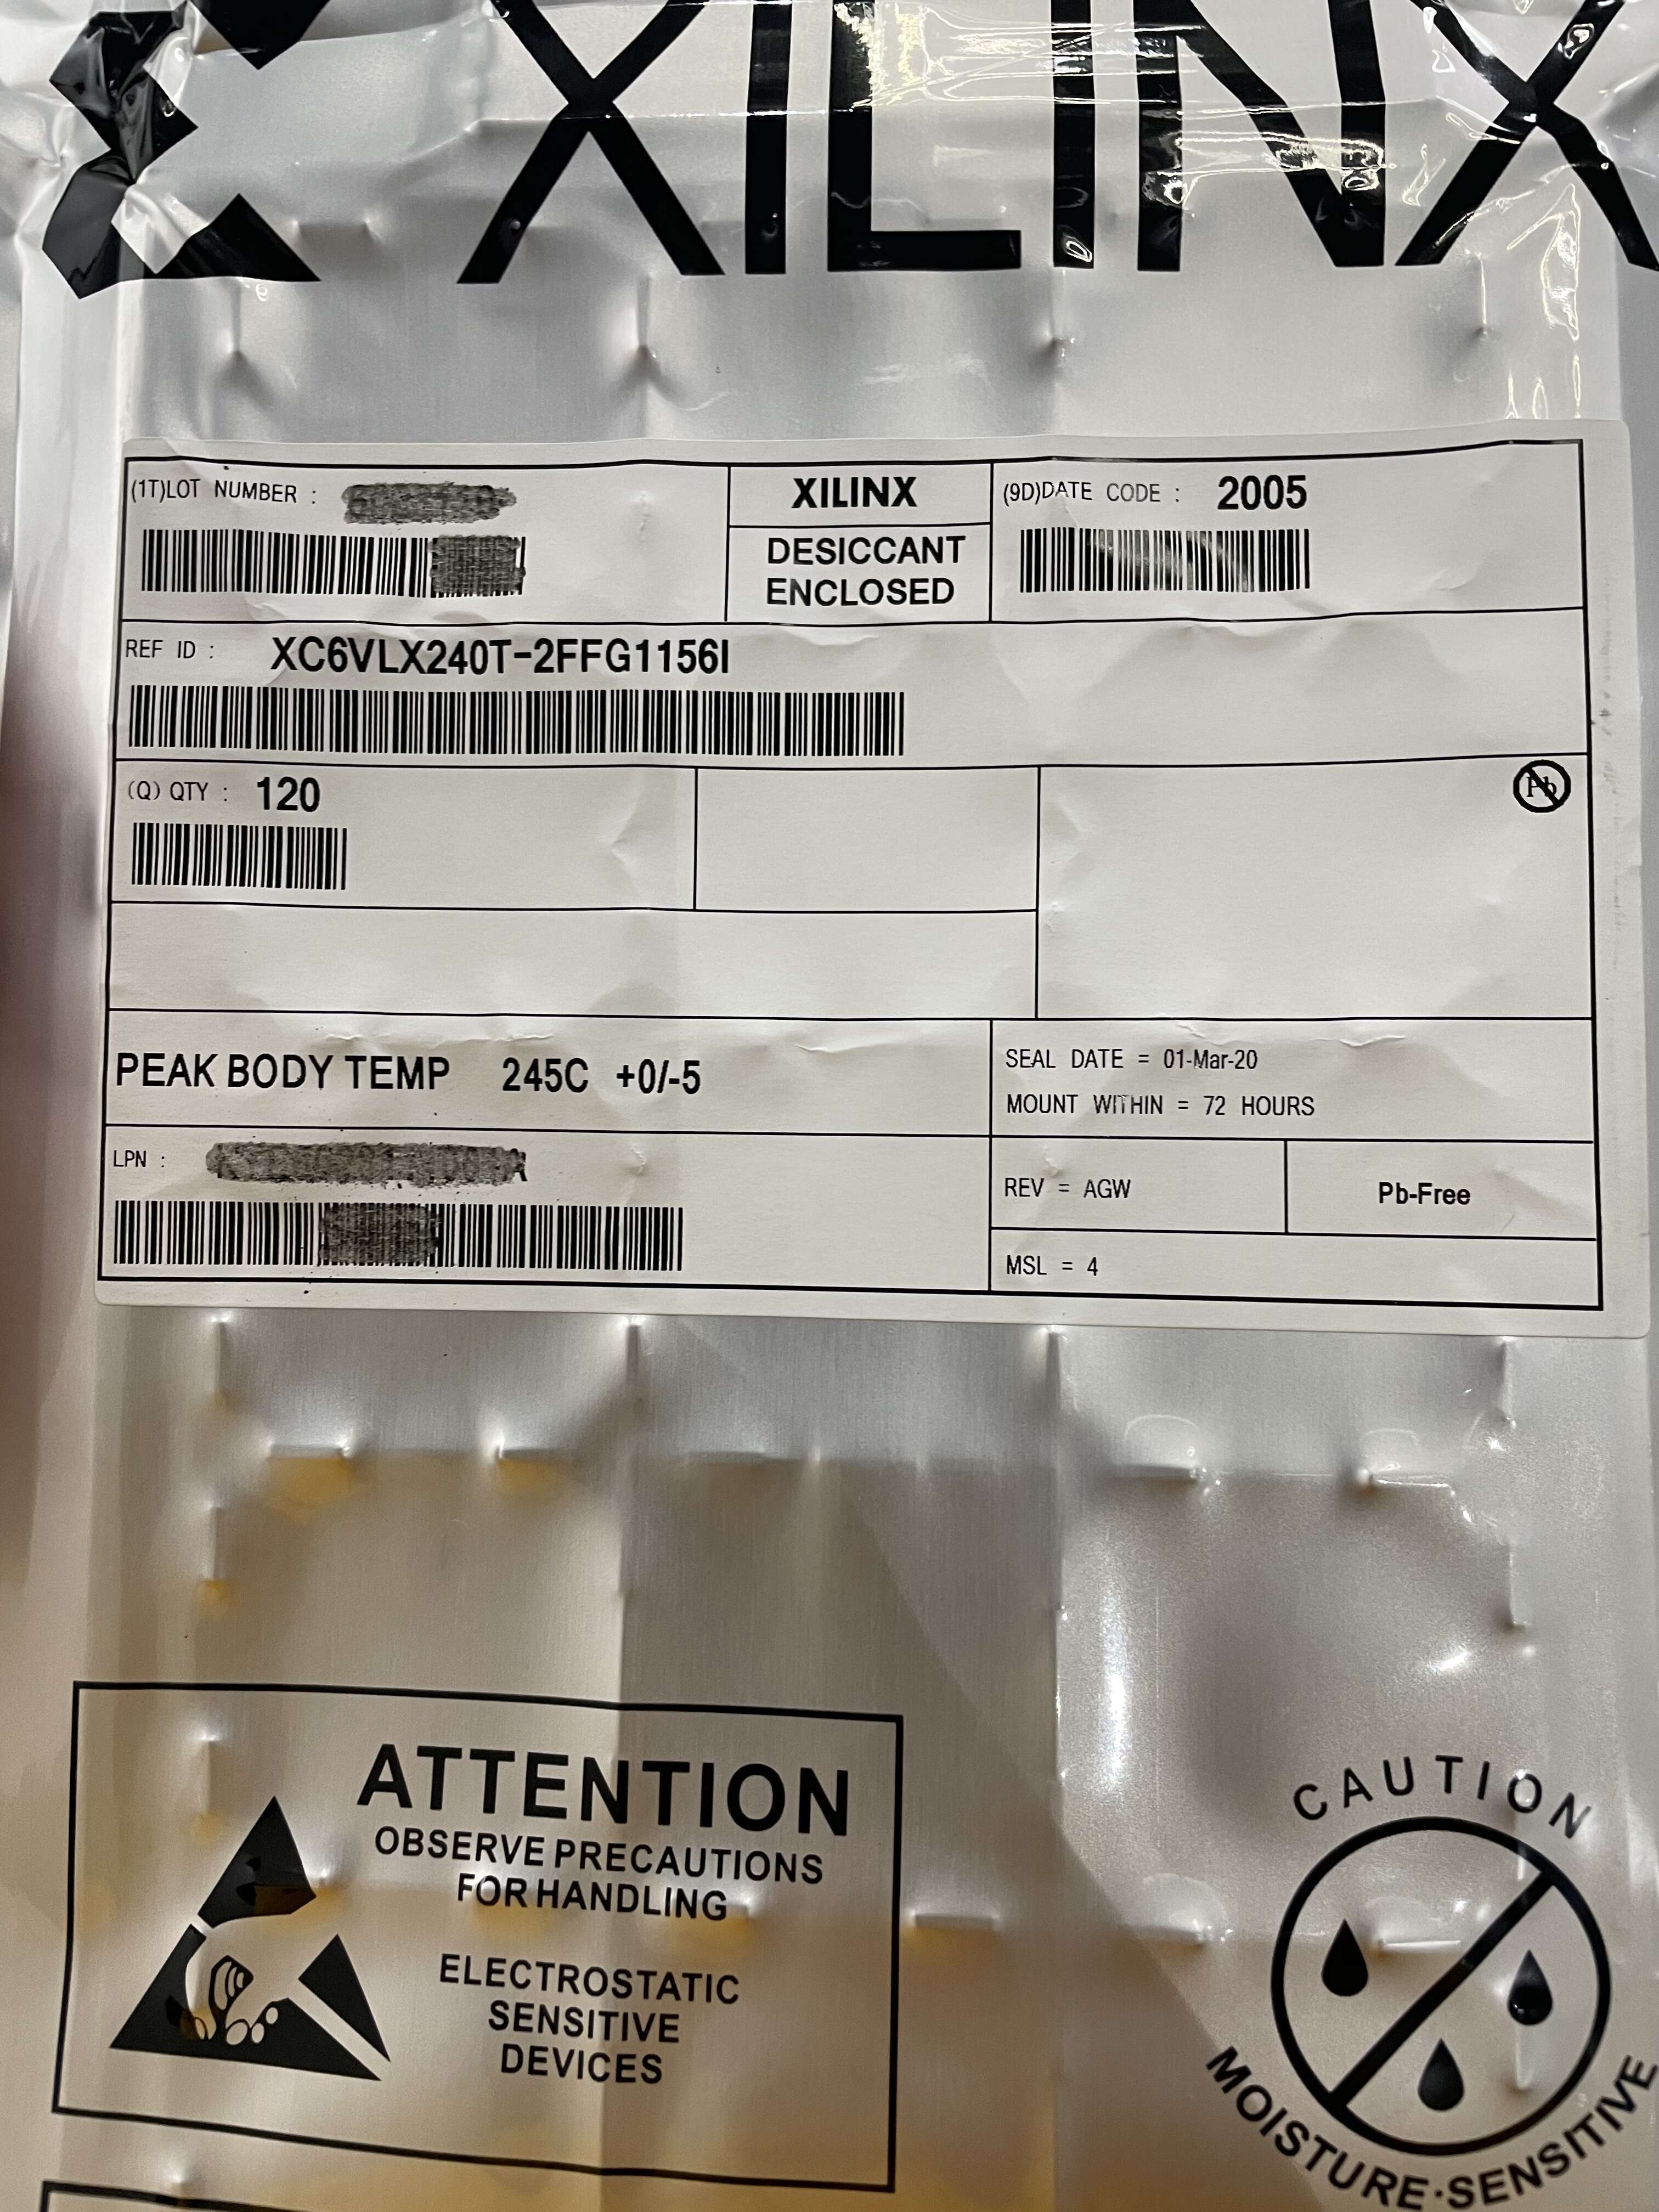 XILINX
(1T)LOT NUMBER :
XILINX
DESICCANT
ENCLOSED
(9D)DATE CODE : 2005
REF ID : XC6VLX240T-2FFG1156I
(Q) QTY : 120
Pb
PEAK BODY TEMP 245C +0/-5
SEAL DATE = 01-Mar-20
MOUNT WITHIN = 72 HOURS
LPN :
REV = AGW
Pb-Free
MSL = 4
ATTENTION
OBSERVE PRECAUTIONS
FOR HANDLING
ELECTROSTATIC
SENSITIVE
DEVICES
CAUTION
MOISTURE·SENSITIVE